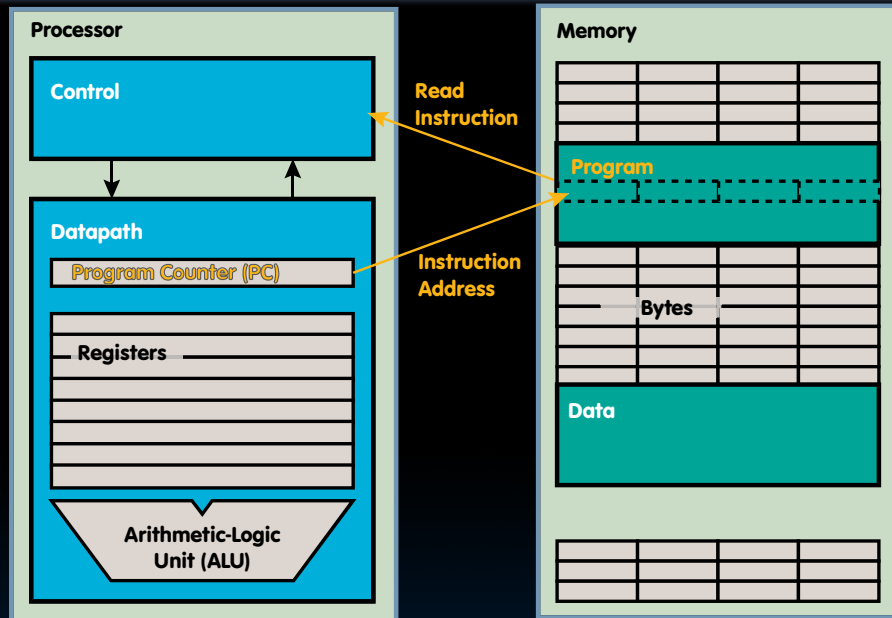 Processor
Control
Datapath
Program Counter (PC)
Registers
Arithmetic-Logic
Unit (ALU)
Read
Instruction
Instruction
Address
Memory
Program
Bytes
Data